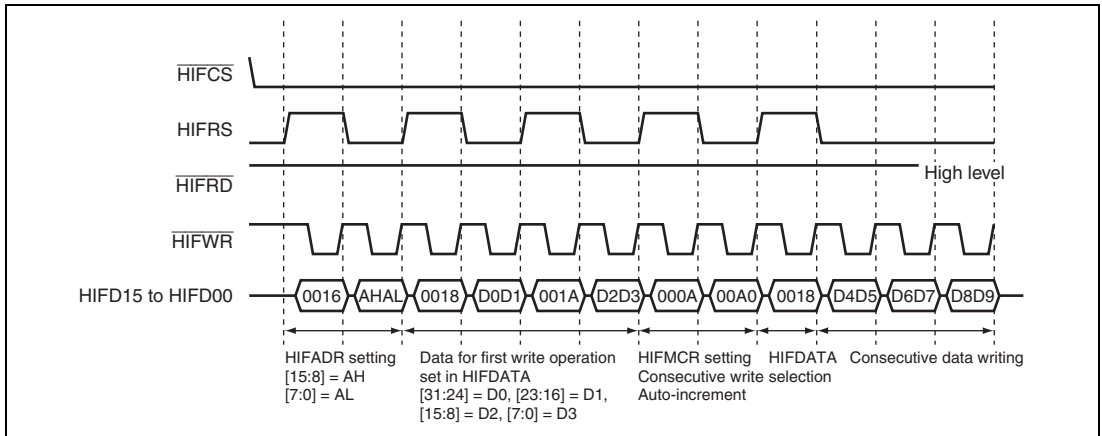 HIFCS
HIFRS
HIFRD
High level
HIFWR
HIFD15 to HIFD00
0016 AHAL 0018 D0D1 001A D2D3 000A 00A0 0018 D4D5 D6D7 D8D9
HIFADR setting
[15:8] = AH
[7:0] = AL
Data for first write operation
set in HIFDATA
[31:24] = D0, [23:16] = D1,
[15:8] = D2, [7:0] = D3
HIFMCR setting
Consecutive write selection
Auto-increment
HIFDATA
Consecutive data writing